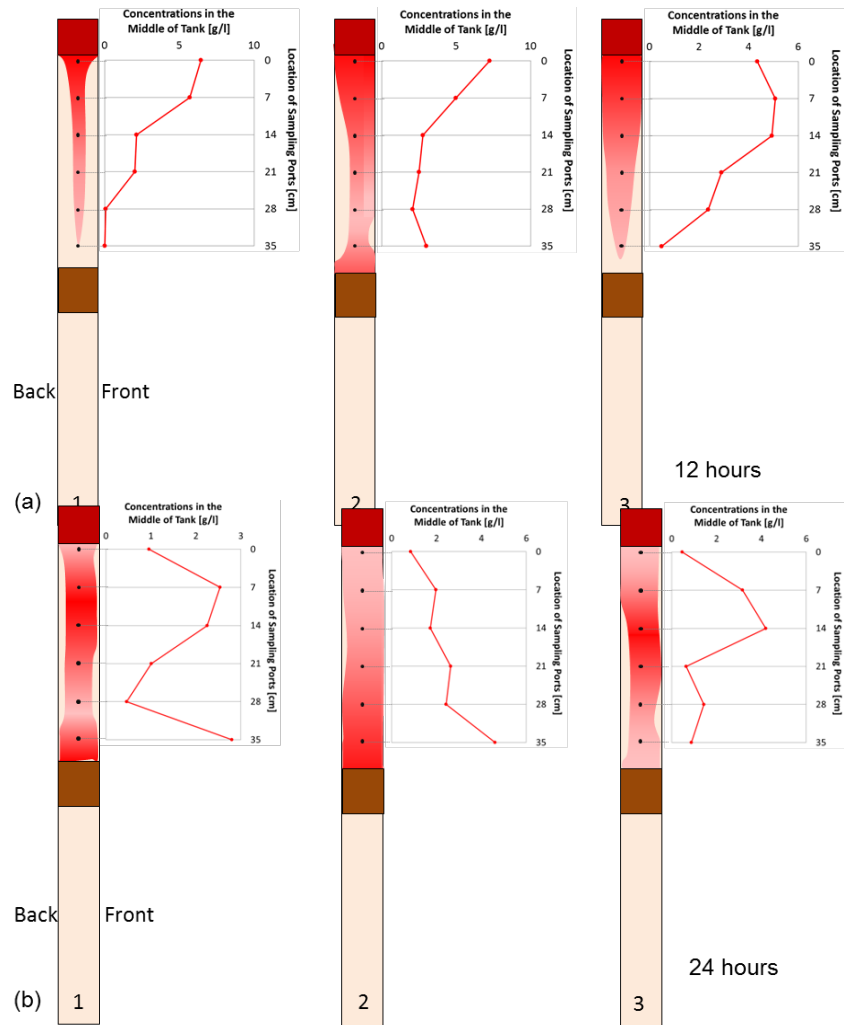 Concentrations in the
Middle of Tank [g/l]
0 5 10
0
7
14
21
28
35
Location of Sampling Ports [cm]
Concentrations in the
Middle of Tank [g/l]
0 5 10
0
7
14
21
28
35
Location of Sampling Ports [cm]
Concentrations in the
Middle of Tank [g/l]
0 2 4 6
0
7
14
21
28
35
Location of Sampling Ports [cm]
Back Front
12 hours
(a) 1 2 3
Concentrations in the
Middle of Tank [g/l]
0 1 2 3
0
7
14
21
28
35
Location of Sampling Ports [cm]
Concentrations in the
Middle of Tank [g/l]
0 2 4 6
0
7
14
21
28
35
Location of Sampling Ports [cm]
Concentrations in the
Middle of Tank [g/l]
0 2 4 6
0
7
14
21
28
35
Location of Sampling Ports [cm]
Back Front
24 hours
(b) 1 2 3